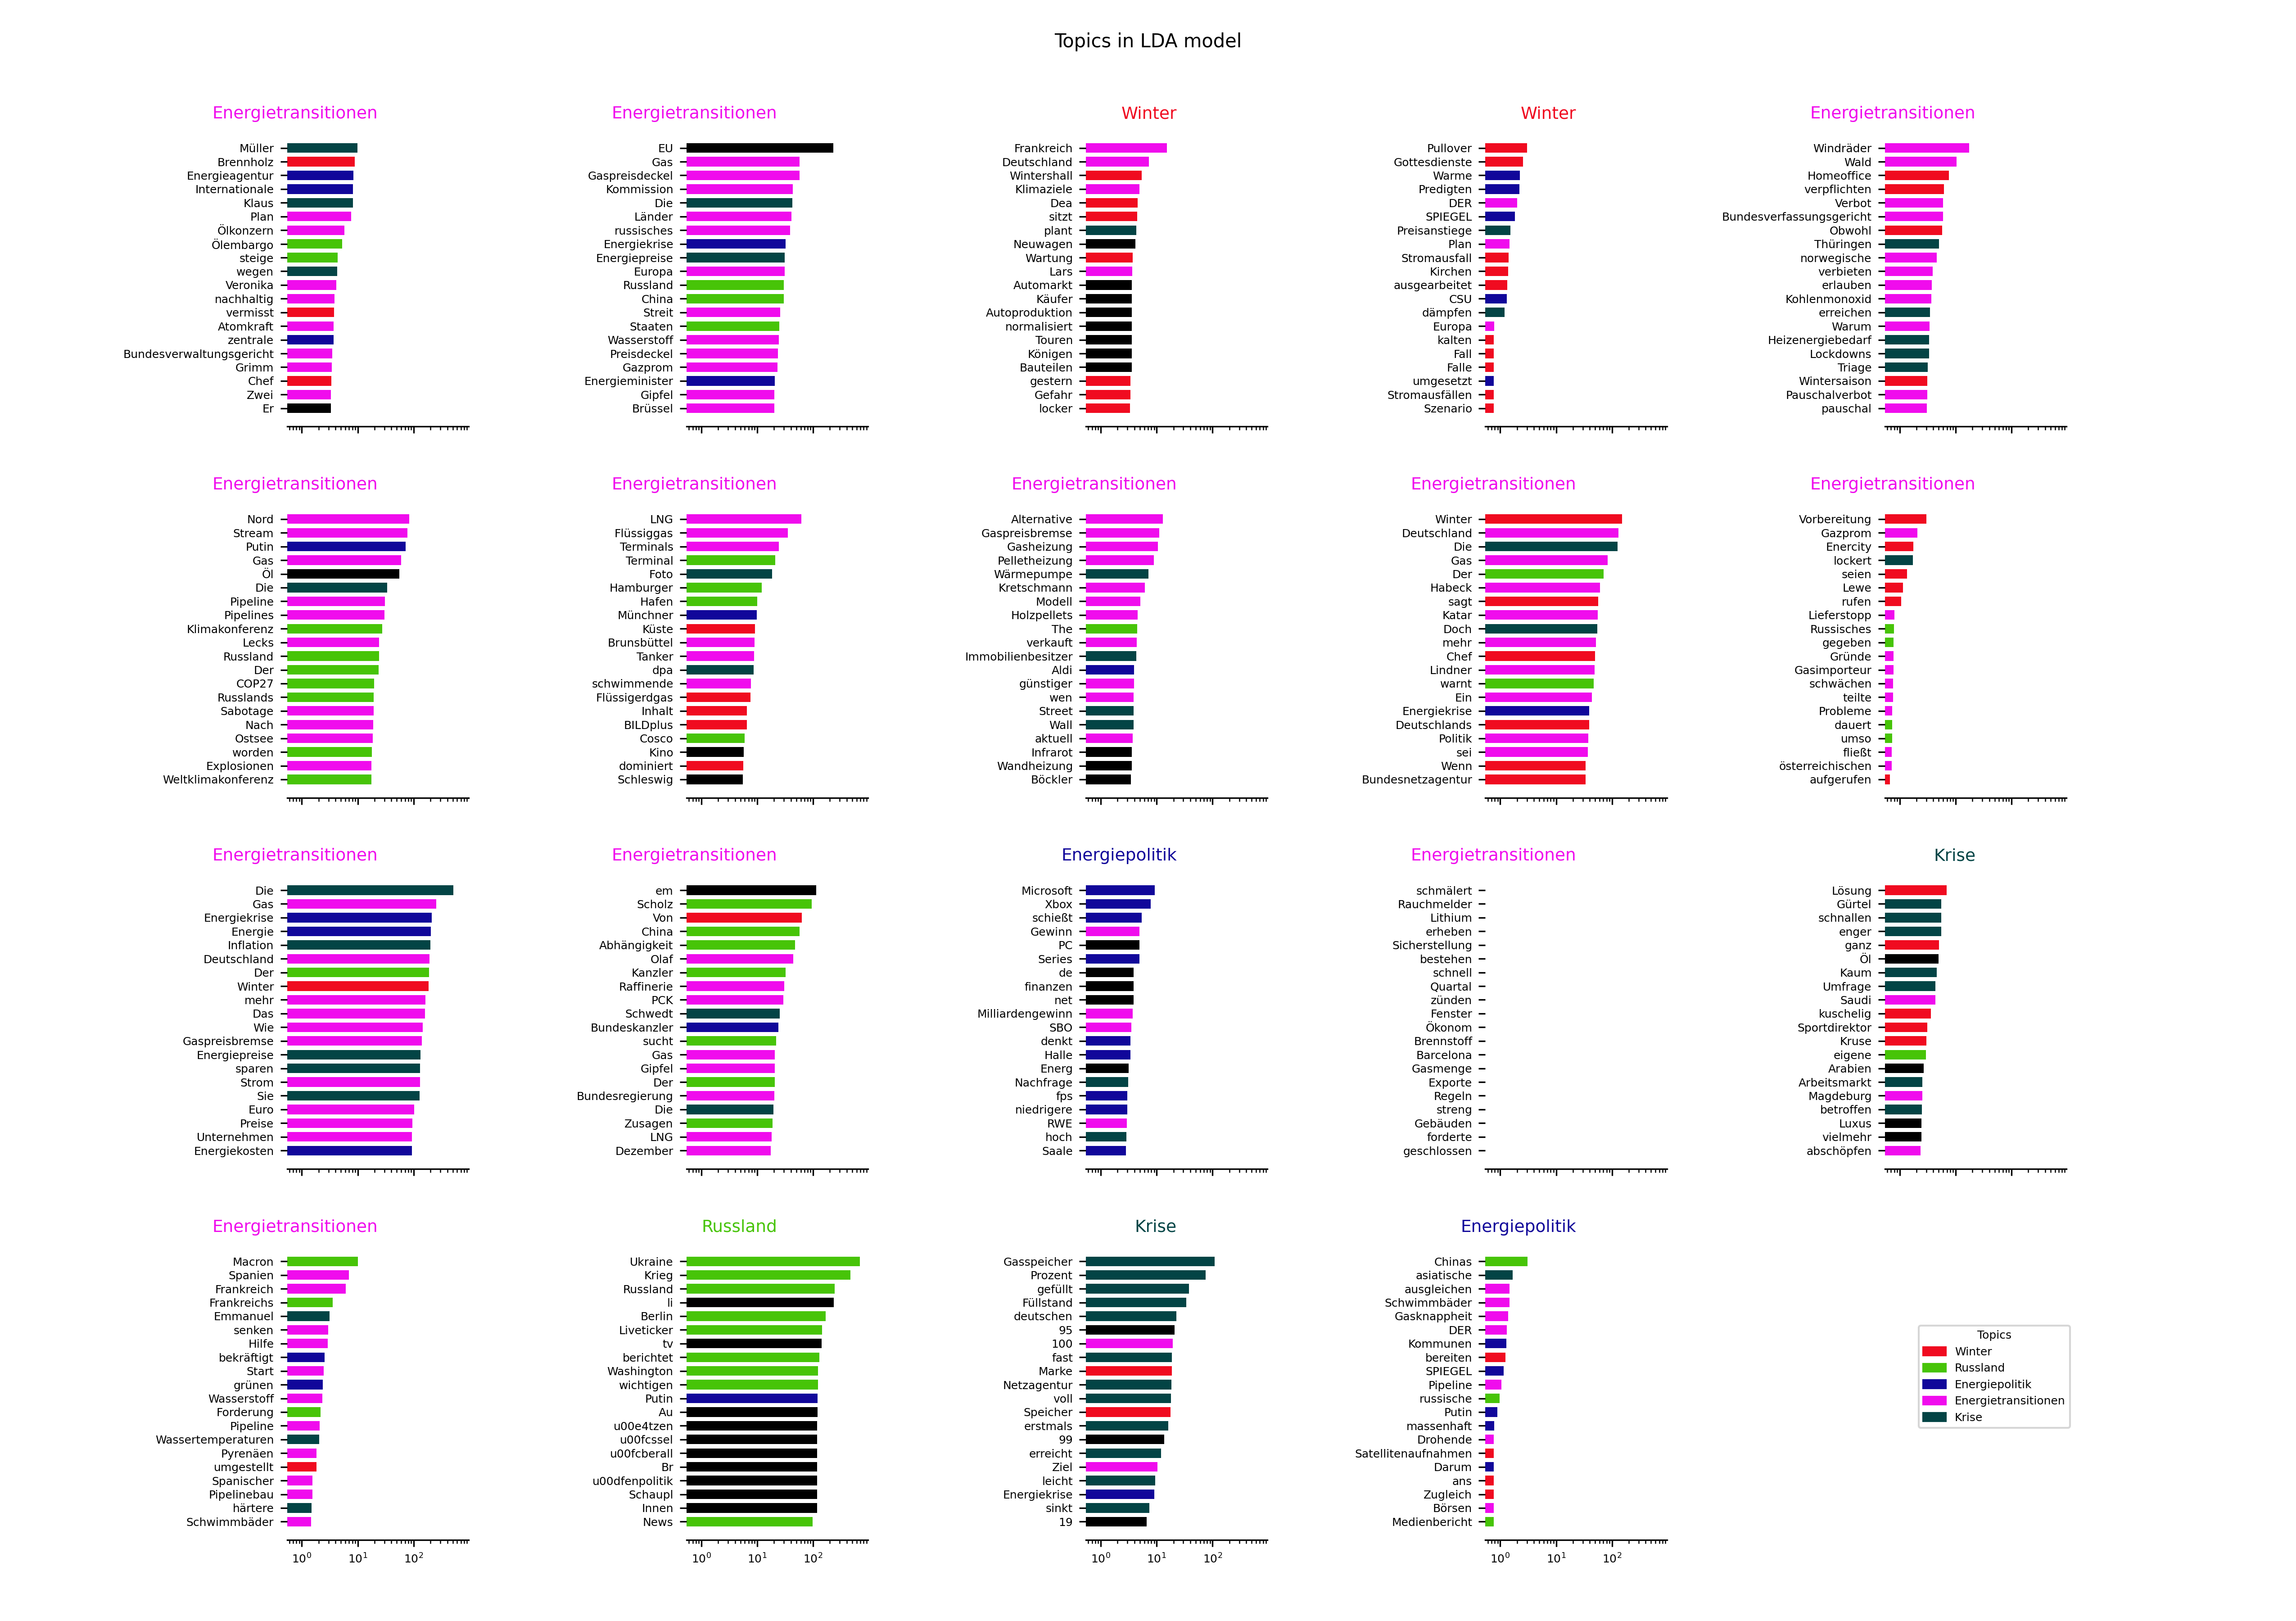 Topics in LDA model
Energietransitionen
Müller
Brennholz
Energieagentur
Internationale
Klaus
Plan
Ölkonzern
Ölembargo
steige
wegen
Veronika
nachhaltig
vermisst
Atomkraft
zentrale
Bundesverwaltungsgericht
Grimm
Chef
Zwei
Er
Energietransitionen
EU
Gas
Gaspreisdeckel
Kommission
Die
Länder
russisches
Energiekrise
Energiepreise
Europa
Russland
China
Streit
Staaten
Wasserstoff
Preisdeckel
Gazprom
Energieminister
Gipfel
Brüssel
Winter
Frankreich
Deutschland
Wintershall
Klimaziele
Dea
sitzt
plant
Neuwagen
Wartung
Lars
Automarkt
Käufer
Autoproduktion
normalisiert
Touren
Königen
Bauteilen
gestern
Gefahr
locker
Winter
Pullover
Gottesdienste
Warme
Predigten
DER
SPIEGEL
Preisanstiege
Plan
Stromausfall
Kirchen
ausgearbeitet
CSU
dämpfen
Europa
kalten
Fall
Falle
umgesetzt
Stromausfällen
Szenario
Energietransitionen
Windräder
Wald
Homeoffice
verpflichten
Verbot
Bundesverfassungsgericht
Obwohl
Thüringen
norwegische
verbieten
erlauben
Kohlenmonoxid
erreichen
Warum
Heizenergiebedarf
Lockdowns
Triage
Wintersaison
Pauschalverbot
pauschal
Energietransitionen
Nord
Stream
Putin
Gas
Öl
Die
Pipeline
Pipelines
Klimakonferenz
Lecks
Russland
Der
COP27
Russlands
Sabotage
Nach
Ostsee
worden
Explosionen
Weltklimakonferenz
Energietransitionen
LNG
Flüssiggas
Terminals
Terminal
Foto
Hamburger
Hafen
Münchner
Küste
Brunsbüttel
Tanker
dpa
schwimmende
Flüssigerdgas
Inhalt
BILDplus
Cosco
Kino
dominiert
Schleswig
Energietransitionen
Alternative
Gaspreisbremse
Gasheizung
Pelletheizung
Wärmepumpe
Kretschmann
Modell
Holzpellets
The
verkauft
Immobilienbesitzer
Aldi
günstiger
wen
Street
Wall
aktuell
Infrarot
Wandheizung
Böckler
Energietransitionen
Winter
Deutschland
Die
Gas
Der
Habeck
sagt
Katar
Doch
mehr
Chef
Lindner
warnt
Ein
Energiekrise
Deutschlands
Politik
sei
Wenn
Bundesnetzagentur
Energietransitionen
Vorbereitung
Gazprom
Enercity
lockert
seien
Lewe
rufen
Lieferstopp
Russisches
gegeben
Gründe
Gasimporteur
schwächen
teilte
Probleme
dauert
umso
fließt
österreichischen
aufgerufen
Energietransitionen
Die
Gas
Energiekrise
Energie
Inflation
Deutschland
Der
Winter
mehr
Das
Wie
Gaspreisbremse
Energiepreise
sparen
Strom
Sie
Euro
Preise
Unternehmen
Energiekosten
Energietransitionen
em
Scholz
Von
China
Abhängigkeit
Olaf
Kanzler
Raffinerie
PCK
Schwedt
Bundeskanzler
sucht
Gas
Gipfel
Der
Bundesregierung
Die
Zusagen
LNG
Dezember
Energiepolitik
Microsoft
Xbox
schießt
Gewinn
PC
Series
de
finanzen
net
Milliardengewinn
SBO
denkt
Halle
Energ
Nachfrage
fps
niedrigere
RWE
hoch
Saale
Energietransitionen
schmälert
Rauchmelder
Lithium
erheben
Sicherstellung
bestehen
schnell
Quartal
zünden
Fenster
Ökonom
Brennstoff
Barcelona
Gasmenge
Exporte
Regeln
streng
Gebäuden
forderte
geschlossen
Krise
Lösung
Gürtel
schnallen
enger
ganz
Öl
Kaum
Umfrage
Saudi
kuschelig
Sportdirektor
Kruse
eigene
Arabien
Arbeitsmarkt
Magdeburg
betroffen
Luxus
vielmehr
abschöpfen
Energietransitionen
Macron
Spanien
Frankreich
Frankreichs
Emmanuel
senken
Hilfe
bekräftigt
Start
grünen
Wasserstoff
Forderung
Pipeline
Wassertemperaturen
Pyrenäen
umgestellt
Spanischer
Pipelinebau
härtere
Schwimmbäder
10⁰ 10¹ 10²
Russland
Ukraine
Krieg
Russland
li
Berlin
Liveticker
tv
berichtet
Washington
wichtigen
Putin
Au
u00e4tzen
u00fcssel
u00fcberall
Br
u00dfenpolitik
Schaupl
Innen
News
10⁰ 10¹ 10²
Krise
Gasspeicher
Prozent
gefüllt
Füllstand
deutschen
95
100
fast
Marke
Netzagentur
voll
Speicher
erstmals
99
erreicht
Ziel
leicht
Energiekrise
sinkt
19
10⁰ 10¹ 10²
Energiepolitik
Chinas
asiatische
ausgleichen
Schwimmbäder
Gasknappheit
DER
Kommunen
bereiten
SPIEGEL
Pipeline
russische
Putin
massenhaft
Drohende
Satellitenaufnahmen
Darum
ans
Zugleich
Börsen
Medienbericht
10⁰ 10¹ 10²
Topics
Winter
Russland
Energiepolitik
Energietransitionen
Krise